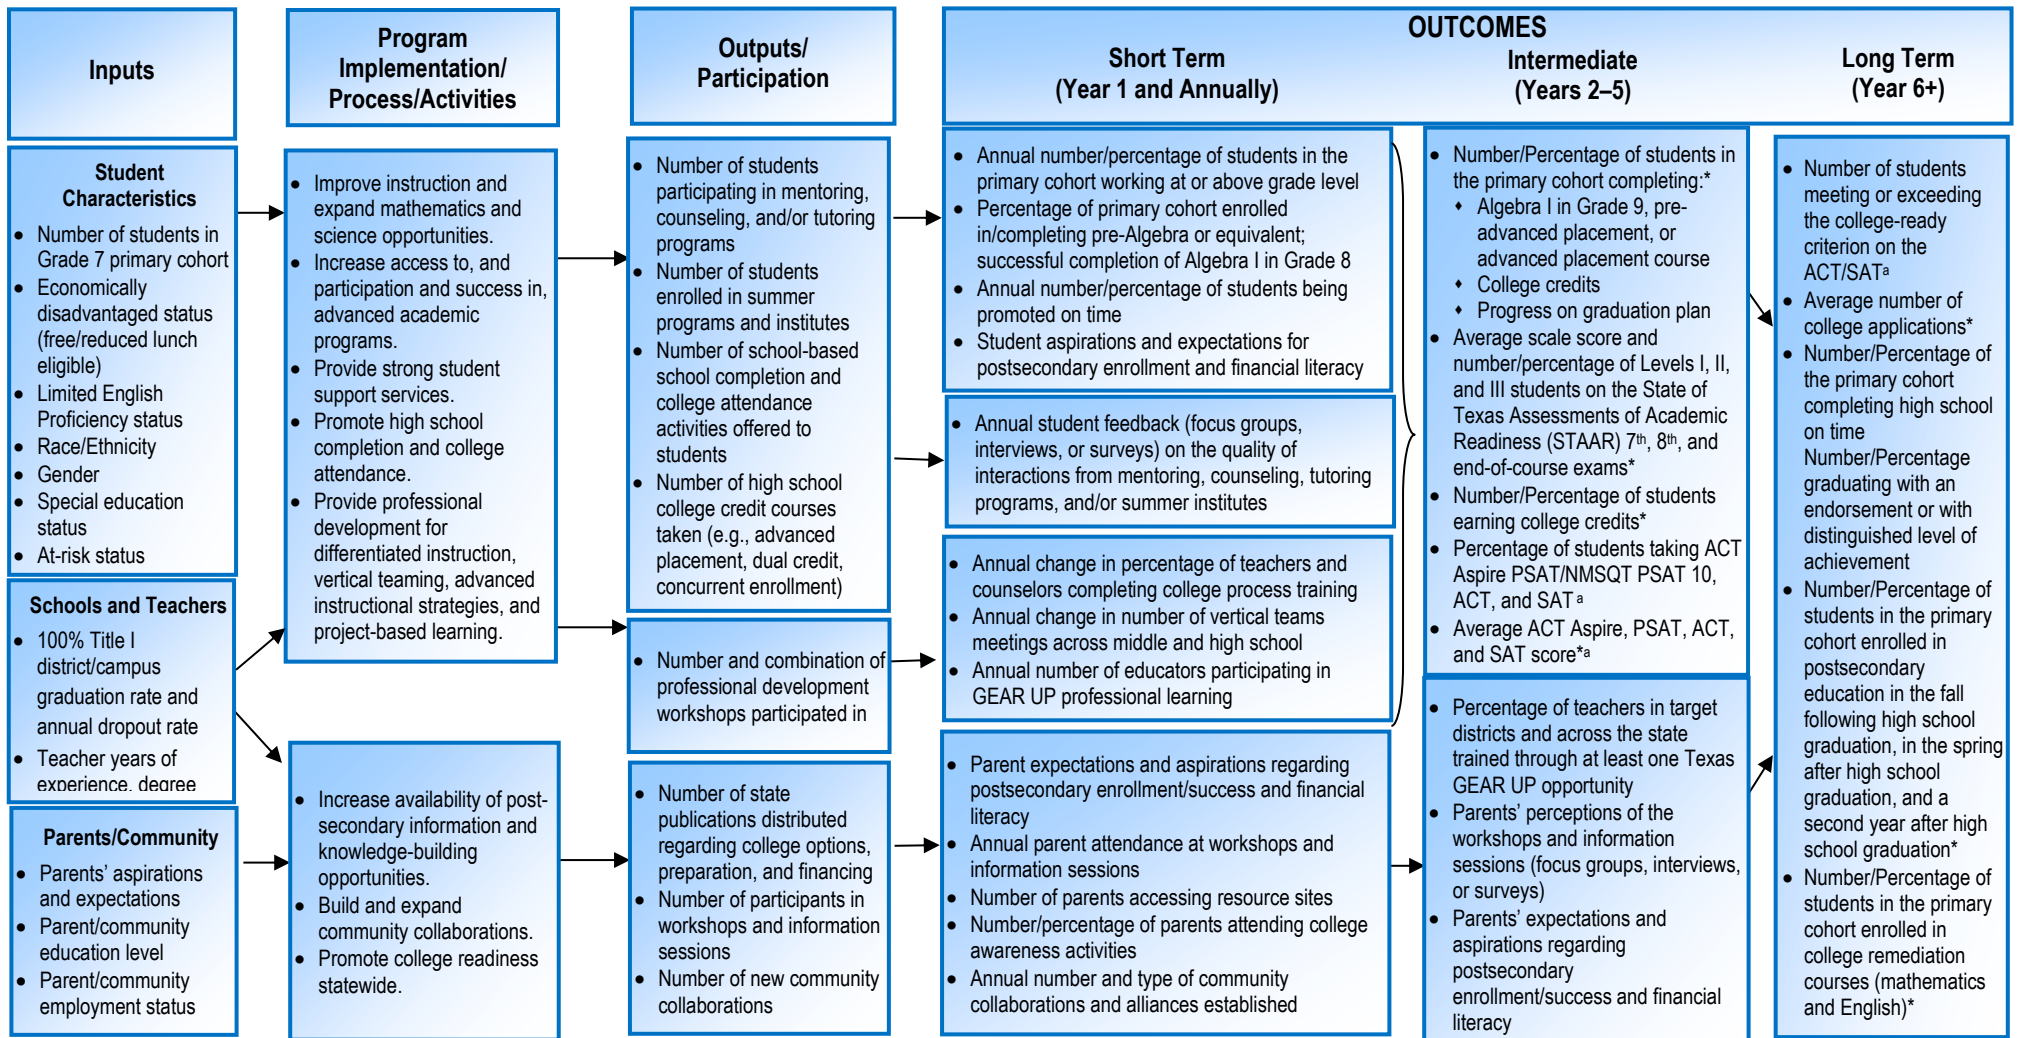 Inputs
Program
Implementation/
Process/Activities
Outputs/
Participation
OUTCOMES
Short Term
(Year 1 and Annually)
Intermediate
(Years 2–5)
Long Term
(Year 6+)
Student
Characteristics
• Number of students in
Grade 7 primary cohort
• Economically
disadvantaged status
(free/reduced lunch
eligible)
• Limited English
Proficiency status
• Race/Ethnicity
• Gender
• Special education
status
• At-risk status
Schools and Teachers
• 100% Title I
district/campus
graduation rate and
annual dropout rate
• Teacher years of
experience, degree
Parents/Community
• Parents’ aspirations
and expectations
• Parent/community
education level
• Parent/community
employment status
• Improve instruction and
expand mathematics and
science opportunities.
• Increase access to, and
participation and success in,
advanced academic
programs.
• Provide strong student
support services.
• Promote high school
completion and college
attendance.
• Provide professional
development for
differentiated instruction,
vertical teaming, advanced
instructional strategies, and
project-based learning.
• Increase availability of post-
secondary information and
knowledge-building
opportunities.
• Build and expand
community collaborations.
• Promote college readiness
statewide.
• Number of students
participating in mentoring,
counseling, and/or tutoring
programs
• Number of students
enrolled in summer
programs and institutes
• Number of school-based
school completion and
college attendance
activities offered to
students
• Number of high school
college credit courses
taken (e.g., advanced
placement, dual credit,
concurrent enrollment)
• Number and combination of
professional development
workshops participated in
• Number of state
publications distributed
regarding college options,
preparation, and financing
• Number of participants in
workshops and information
sessions
• Number of new community
collaborations
• Annual number/percentage of students in the
primary cohort working at or above grade level
• Percentage of primary cohort enrolled
in/completing pre-Algebra or equivalent;
successful completion of Algebra I in Grade 8
• Annual number/percentage of students being
promoted on time
• Student aspirations and expectations for
postsecondary enrollment and financial literacy
• Annual student feedback (focus groups,
interviews, or surveys) on the quality of
interactions from mentoring, counseling, tutoring
programs, and/or summer institutes
• Annual change in percentage of teachers and
counselors completing college process training
• Annual change in number of vertical teams
meetings across middle and high school
• Annual number of educators participating in
GEAR UP professional learning
• Parent expectations and aspirations regarding
postsecondary enrollment/success and financial
literacy
• Annual parent attendance at workshops and
information sessions
• Number of parents accessing resource sites
• Number/percentage of parents attending college
awareness activities
• Annual number and type of community
collaborations and alliances established
• Number/Percentage of students in
the primary cohort completing:*
♦ Algebra I in Grade 9, pre-
advanced placement, or
advanced placement course
♦ College credits
♦ Progress on graduation plan
• Average scale score and
number/percentage of Levels I, II,
and III students on the State of
Texas Assessments of Academic
Readiness (STAAR) 7th, 8th, and
end-of-course exams*
• Number/Percentage of students
earning college credits*
• Percentage of students taking ACT
Aspire PSAT/NMSQT PSAT 10,
ACT, and SAT a
• Average ACT Aspire, PSAT, ACT,
and SAT score*a
• Percentage of teachers in target
districts and across the state
trained through at least one Texas
GEAR UP opportunity
• Parents’ perceptions of the
workshops and information
sessions (focus groups, interviews,
or surveys)
• Parents’ expectations and
aspirations regarding
postsecondary
enrollment/success and financial
literacy
• Number of students
meeting or exceeding
the college-ready
criterion on the
ACT/SATa
• Average number of
college applications*
• Number/Percentage of
the primary cohort
completing high school
on time
Number/Percentage
graduating with an
endorsement or with
distinguished level of
achievement
• Number/Percentage of
students in the primary
cohort enrolled in
postsecondary
education in the fall
following high school
graduation, in the spring
after high school
graduation, and a
second year after high
school graduation*
• Number/Percentage of
students in the primary
cohort enrolled in
college remediation
courses (mathematics
and English)*